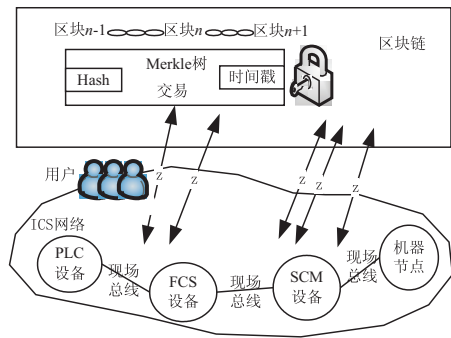 区块n-1 区块n 区块n+1
区块链
Merkle树
Hash
时间戳
交易
用户
z z z z z
ICS网络
PLC
设备
现场
总线
FCS
设备
现场
总线
SCM
设备
现场
总线
机器
节点